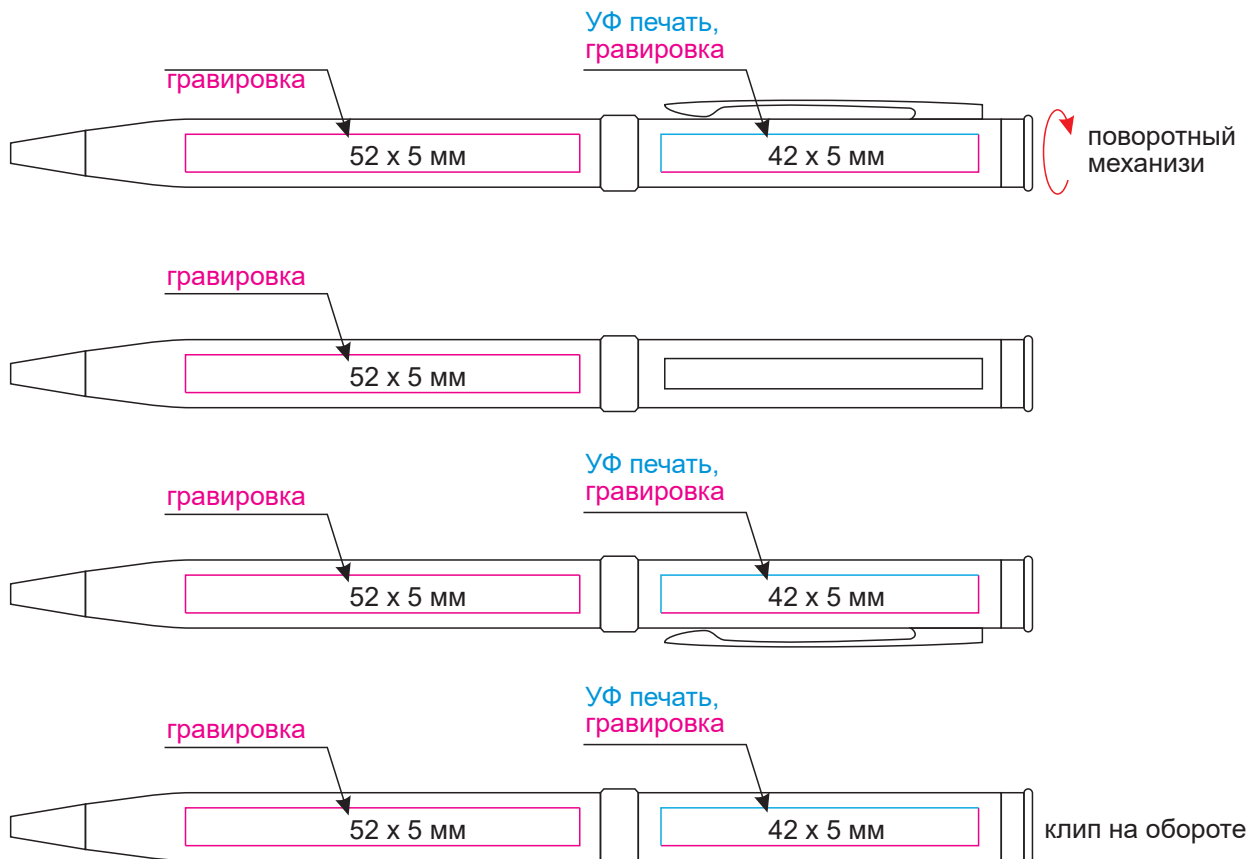 УФ печать,
гравировка
гравировка
52 x 5 мм
42 x 5 мм
поворотный
механизи
гравировка
52 x 5 мм
УФ печать,
гравировка
гравировка
52 x 5 мм
42 x 5 мм
УФ печать,
гравировка
гравировка
52 x 5 мм
42 x 5 мм
клип на обороте